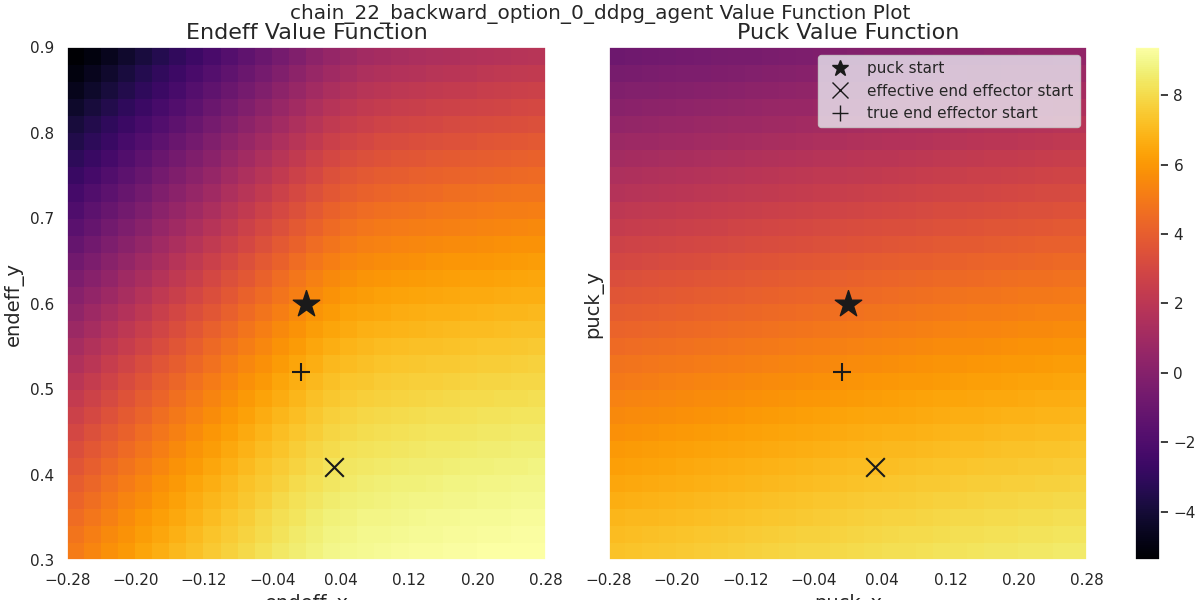 chain_22_backward_option_0_ddpg_agent Value Function Plot
Endeff Value Function
Puck Value Function
puck start
effective end effector start
true end effector start
0.9
0.8
0.7
0.6
0.5
0.4
0.3
endeff_y
−0.28 −0.20 −0.12 −0.04 0.04 0.12 0.20 0.28
endeff_x
puck_y
−0.28 −0.20 −0.12 −0.04 0.04 0.12 0.20 0.28
puck_x
8
6
4
2
0
−2
−4